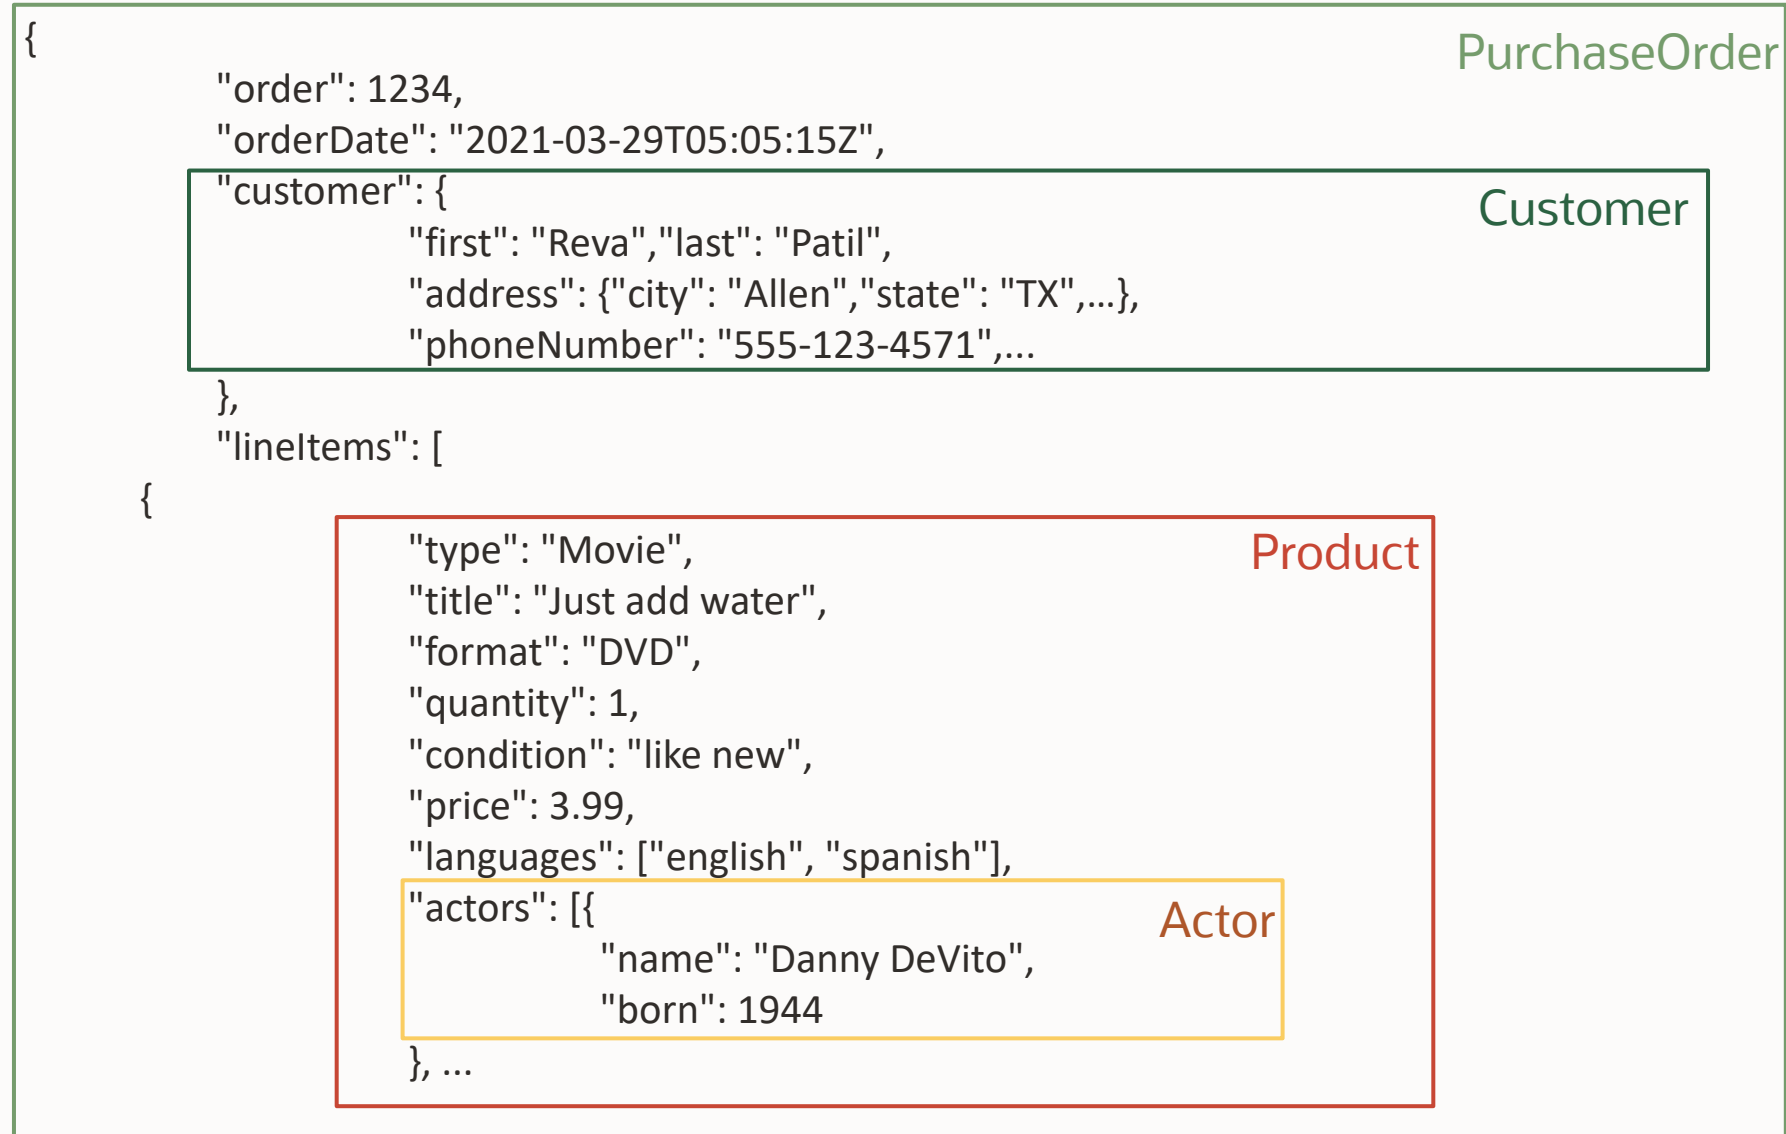 {
PurchaseOrder
"order": 1234,
"orderDate": "2021-03-29T05:05:15Z",
"customer": {
Customer
"first": "Reva","last": "Patil",
"address": {"city": "Allen","state": "TX",…},
"phoneNumber": "555-123-4571",...
},
"lineItems": [
{
"type": "Movie",
Product
"title": "Just add water",
"format": "DVD",
"quantity": 1,
"condition": "like new",
"price": 3.99,
"languages": ["english", "spanish"],
"actors": [{
Actor
"name": "Danny DeVito",
"born": 1944
}, ...